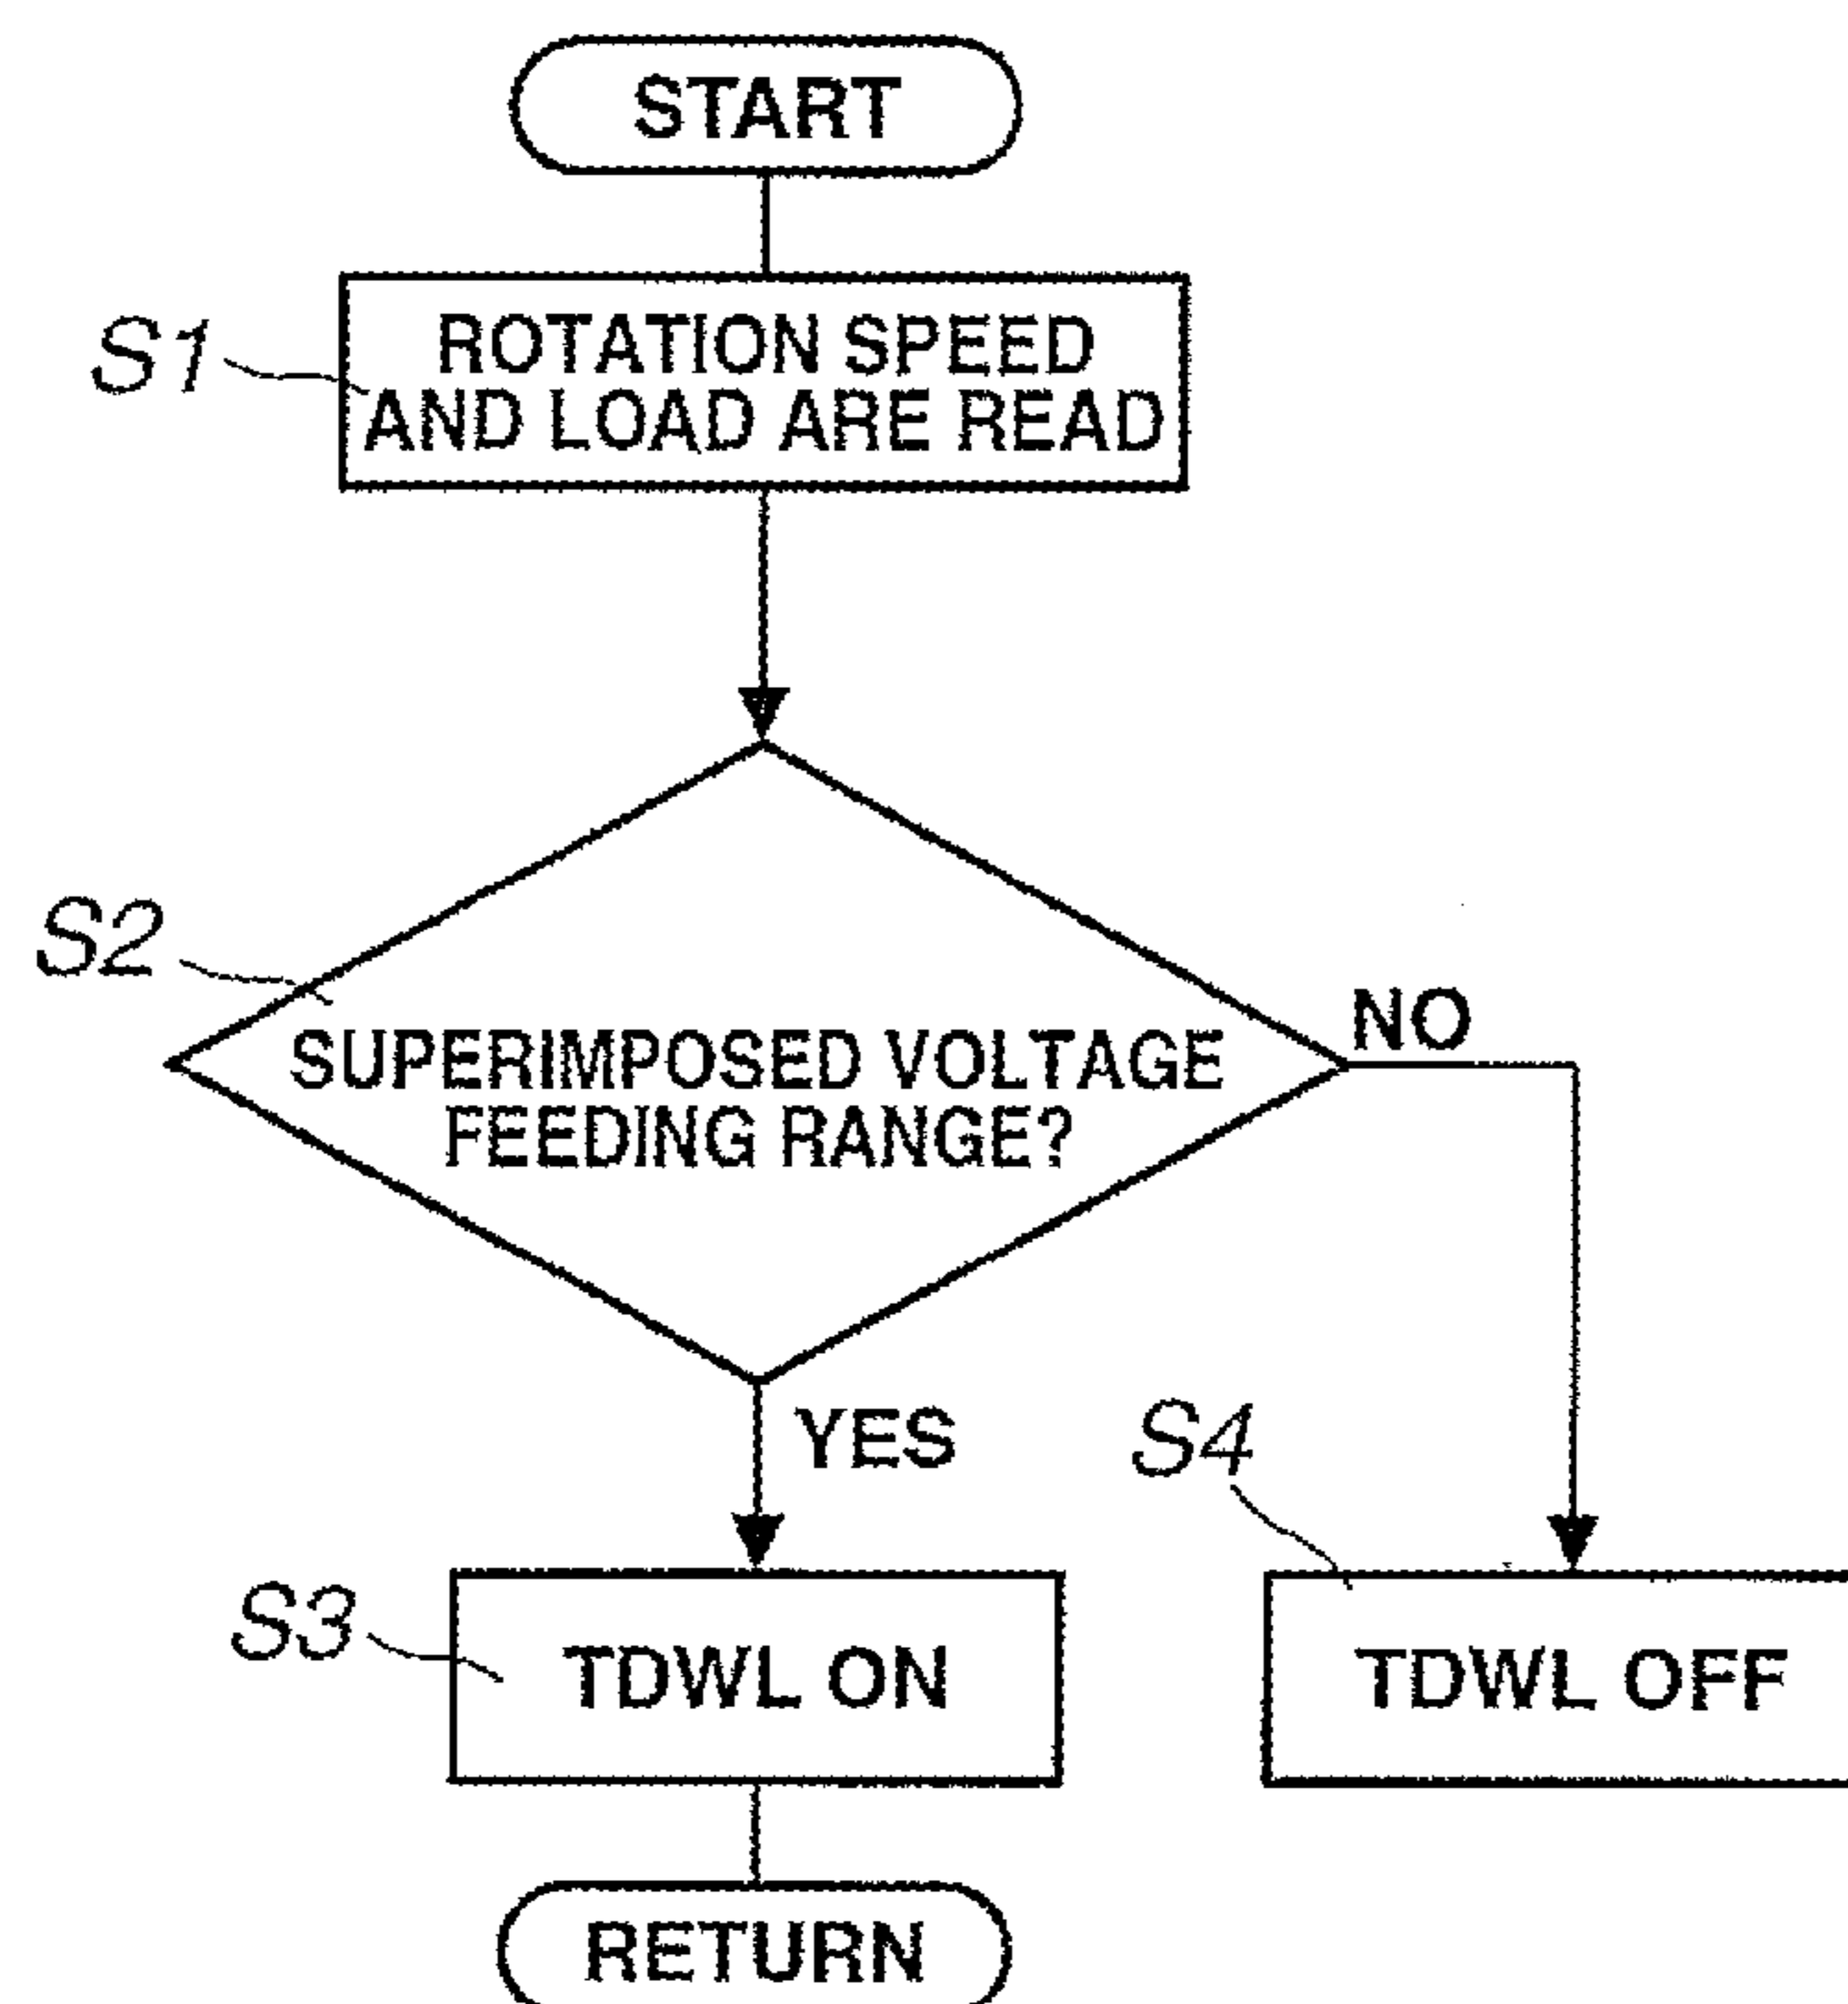 START
S1
ROTATION SPEED
AND LOAD ARE READ
S2
SUPERIMPOSED VOLTAGE
FEEDING RANGE?
NO
YES
S4
S3
TDWL ON
TDWL OFF
RETURN